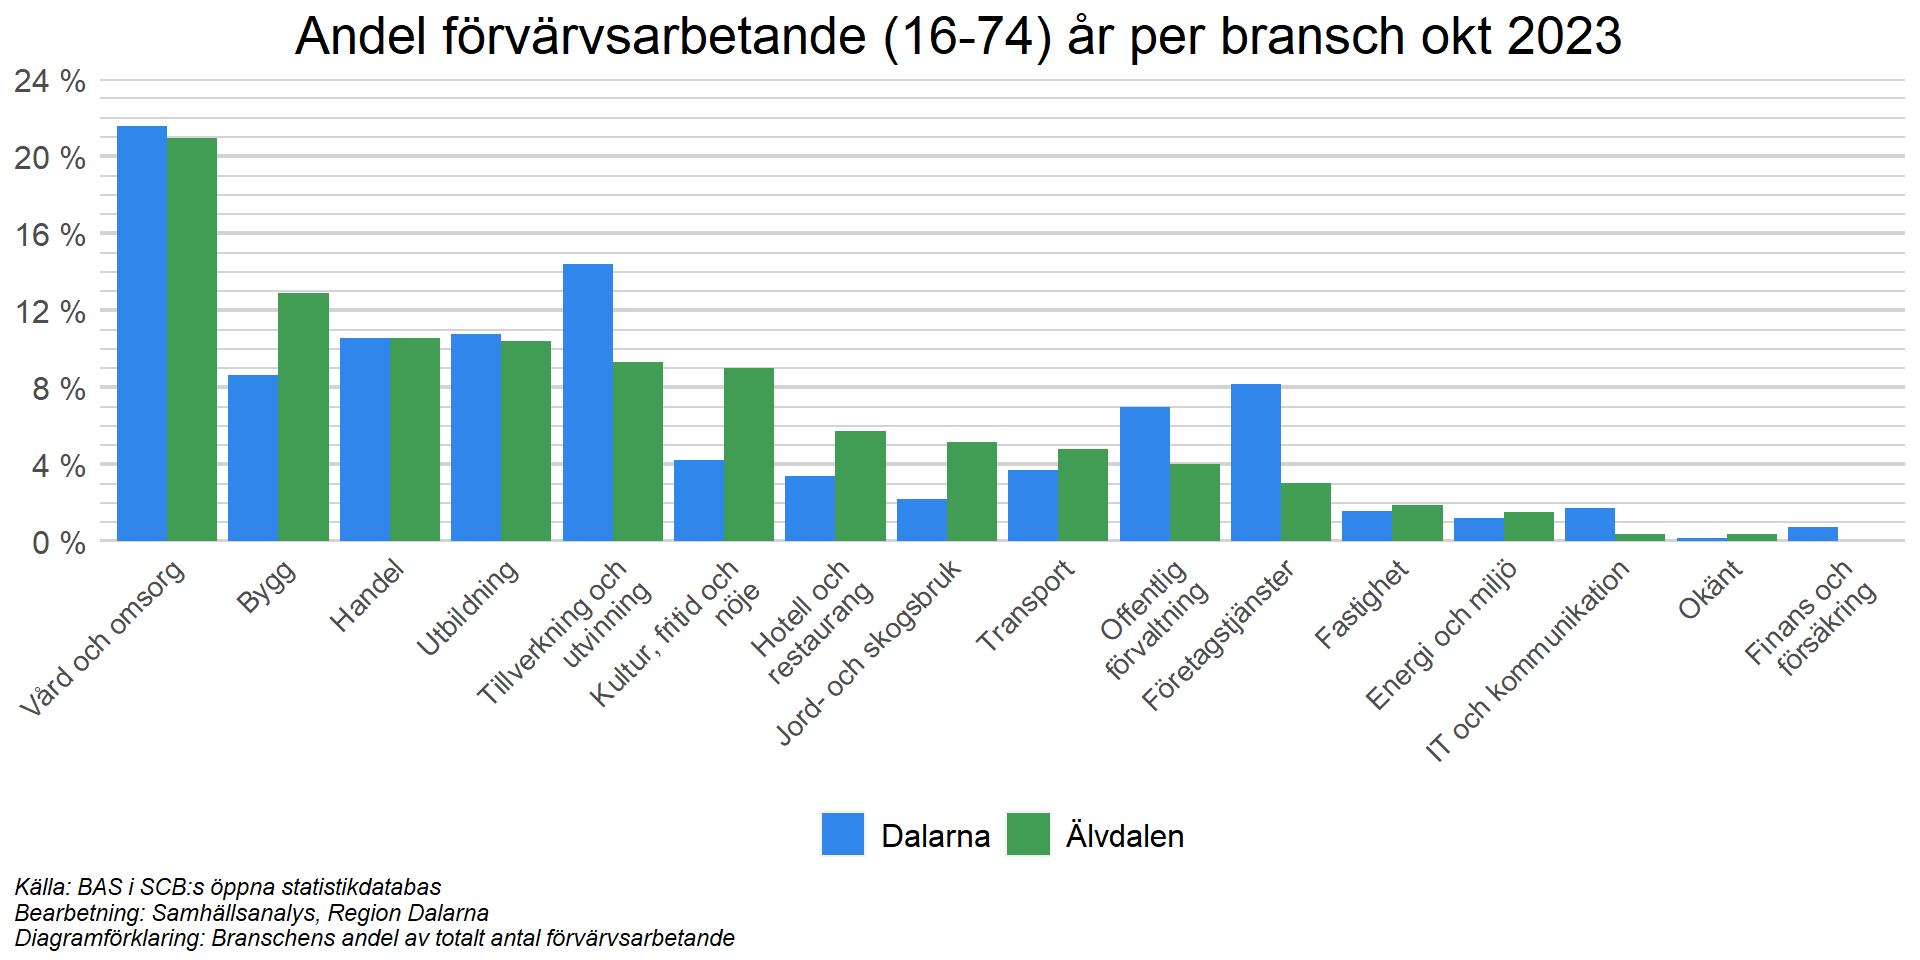 Andel förvärvsarbetande (16-74) år per bransch okt 2023
24 %
20 %
16 %
12 %
8 %
4 %
0 %
Vård och omsorg
Bygg
Handel
Utbildning
Tillverkning och
utvinning
Kultur, fritid och
nöje
Hotell och
restaurang
Jord- och skogsbruk
Transport
Offentlig
förvaltning
Företagstjänster
Fastighet
Energi och miljö
IT och kommunikation
Okänt
Finans och
försäkring
Dalarna
Älvdalen
Källa: BAS i SCB:s öppna statistikdatabas
Bearbetning: Samhällsanalys, Region Dalarna
Diagramförklaring: Branschens andel av totalt antal förvärvsarbetande